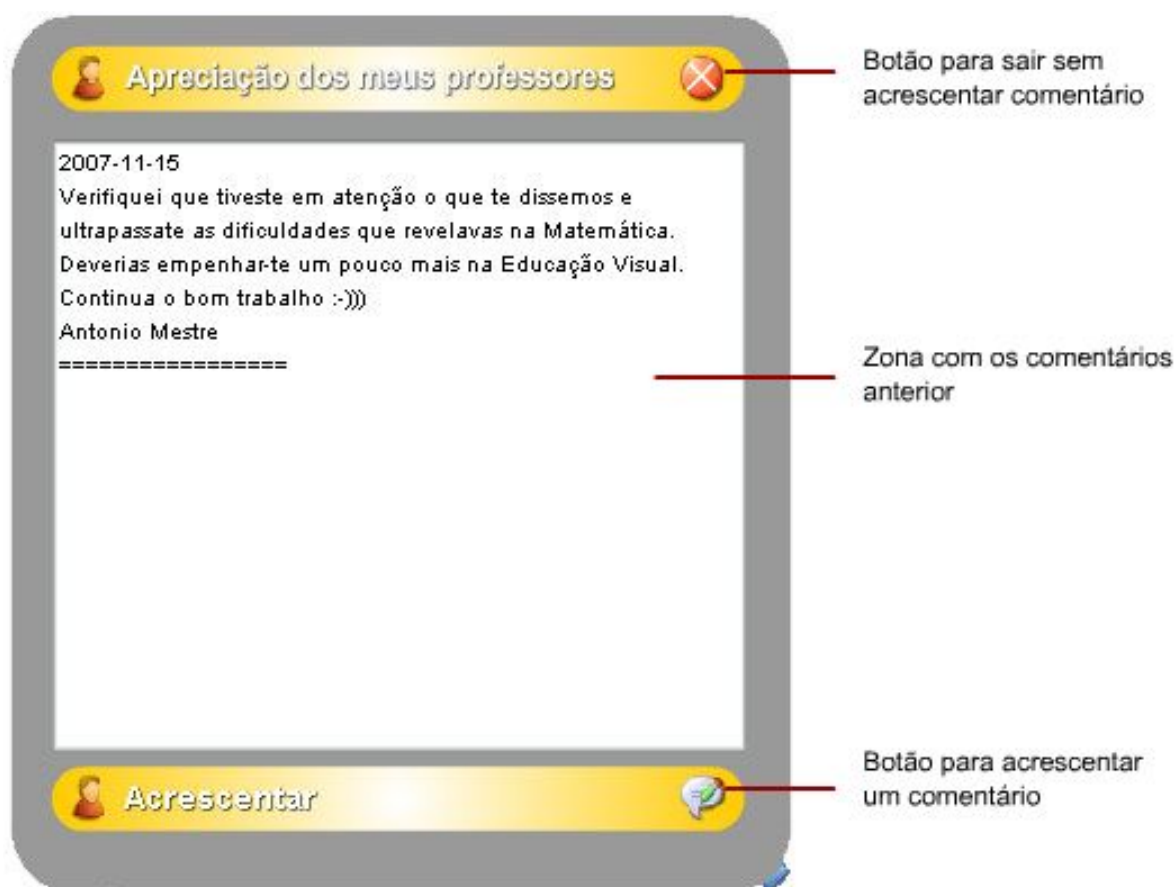 Apreciação dos meus professores
Botão para sair sem
acrescentar comentário
2007-11-15
Verifiquei que tiveste em atenção o que te dissemos e
ultrapassate as dificuldades que revelavas na Matemática.
Deverias empenhar-te um pouco mais na Educação Visual.
Continua o bom trabalho :-)))
Antonio Mestre
=================
Zona com os comentários
anterior
Acrescentar
Botão para acrescentar
um comentário